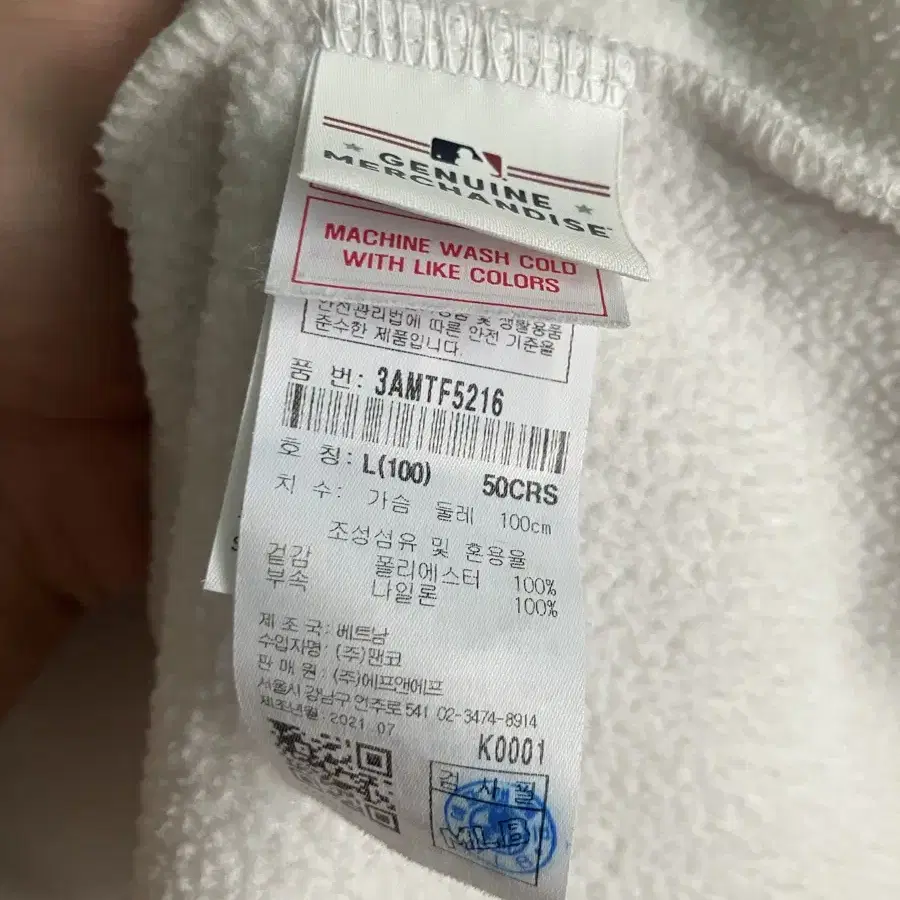 GENUINE
MERCHANDISE
MACHINE WASH COLD
WITH LIKE COLORS
안전관리법에 따른 안전 기준을
준수한 제품입니다.
품 번: 3AMTF5216
호 칭: L(100) 50CRS
치 수: 가슴 둘레 100cm
조성섬유 및 혼용율
겉감 폴리에스터 100%
부속 나일론 100%
제 조 국: 베트남
수입자명: (주)맨코
판 매 원: (주)에프앤에프
서울시 강남구 언주로 541 02-3474-8914
제조년월: 2021.07
K0001
검 사 필
MLB